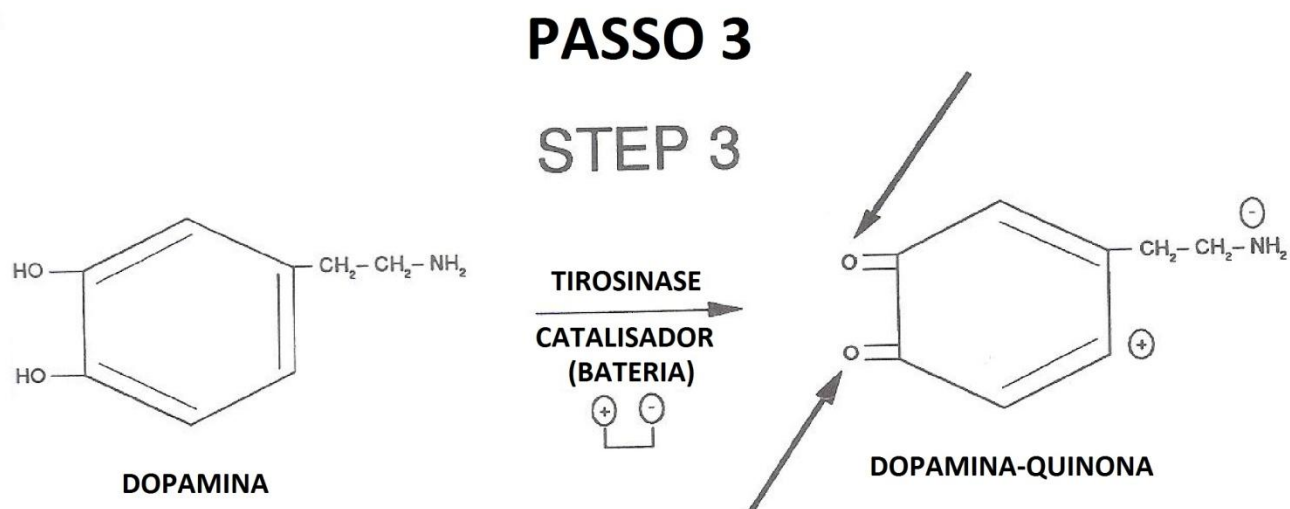 PASSO 3
STEP 3
HO
HO
CH₂–CH₂–NH₂
DOPAMINA
TIROSINASE
CATALISADOR
(BATERIA)
+ -
O
O
CH₂–CH₂–NH₂
-
+
DOPAMINA-QUINONA